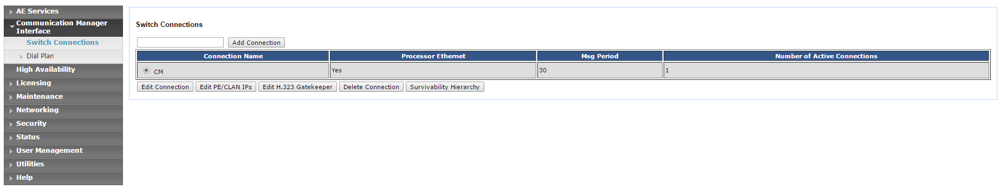 AE Services
Communication Manager
Interface
Switch Connections
Dial Plan
High Availability
Licensing
Maintenance
Networking
Security
Status
User Management
Utilities
Help
Switch Connections
Add Connection
Connection Name Processor Ethernet Msg Period Number of Active Connections
CM Yes 30 1
Edit Connection Edit PE/CLAN IPs Edit H.323 Gatekeeper Delete Connection Survivability Hierarchy